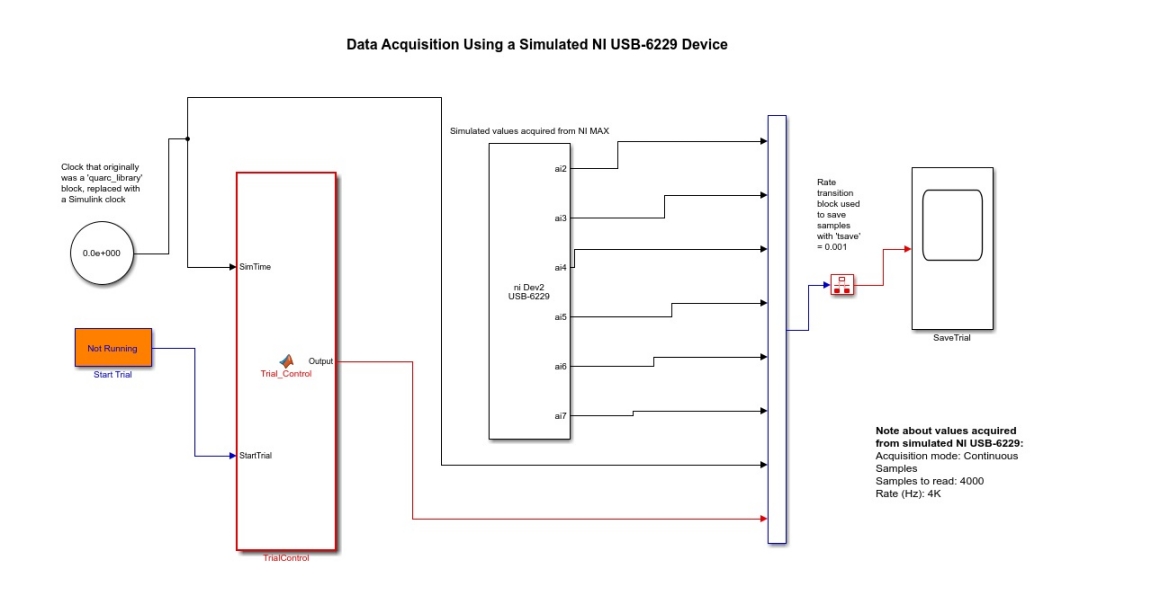 Data Acquisition Using a Simulated NI USB-6229 Device
Simulated values acquired from NI MAX
Clock that originally
was a 'quarc_library'
block, replaced with
a Simulink clock
0.0e+000
Not Running
Start Trial
SimTime
Output
Trial_Control
StartTrial
TrialControl
ai2
ai3
ai4
ni Dev2
USB-6229
ai5
ai6
ai7
Rate
transition
block used
to save
samples
with 'tsave'
= 0.001
SaveTrial
Note about values acquired
from simulated NI USB-6229:
Acquisition mode: Continuous
Samples
Samples to read: 4000
Rate (Hz): 4K